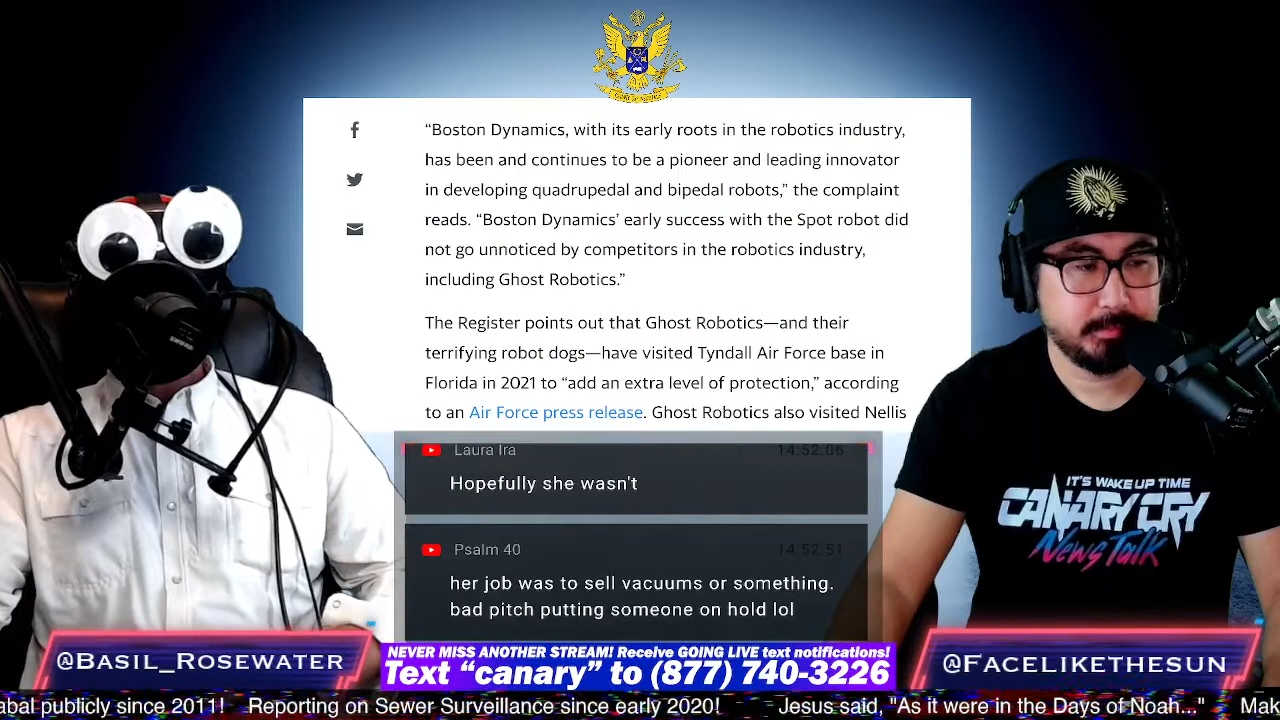 “Boston Dynamics, with its early roots in the robotics industry,
has been and continues to be a pioneer and leading innovator
in developing quadrupedal and bipedal robots,” the complaint
reads. “Boston Dynamics’ early success with the Spot robot did
not go unnoticed by competitors in the robotics industry,
including Ghost Robotics.”
The Register points out that Ghost Robotics—and their
terrifying robot dogs—have visited Tyndall Air Force base in
Florida in 2021 to “add an extra level of protection,” according
to an Air Force press release. Ghost Robotics also visited Nellis
Laura Ira 14:52:06
Hopefully she wasn't
Psalm 40 14:52:51
her job was to sell vacuums or something.
bad pitch putting someone on hold lol
IT'S WAKE UP TIME
CANARY CRY
News Talk
@BASIL_ROSEWATER
NEVER MISS ANOTHER STREAM! Receive GOING LIVE text notifications!
Text “canary” to (877) 740-3226
@FACELIKETHESUN
abal publicly since 2011! Reporting on Sewer Surveillance since early 2020! Jesus said, "As it were in the Days of Noah..." Mak